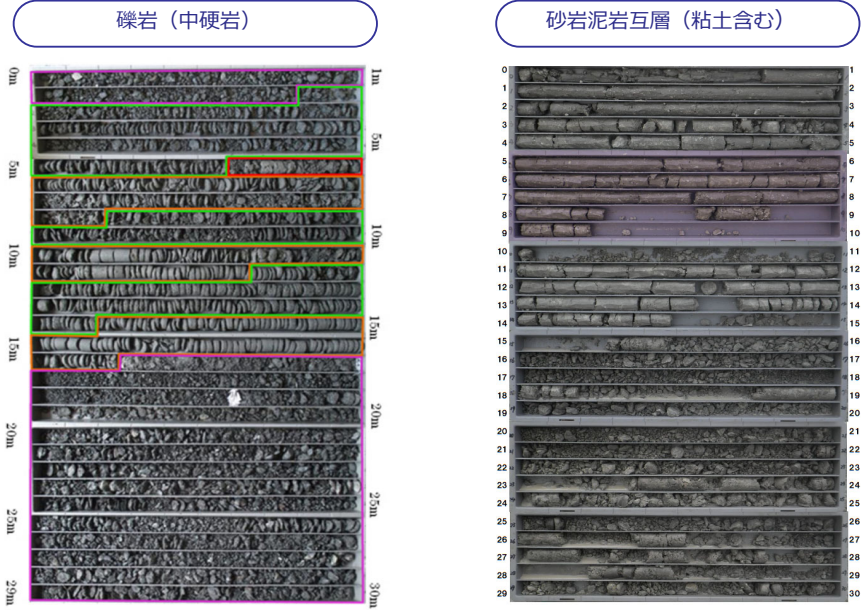 礫岩（中硬岩）
砂岩泥岩互層（粘土含む）
0m
1m
5m
5m
10m
10m
15m
15m
20m
20m
25m
25m
29m
30m
0 1
1 2
2 3
3 4
4 5
5 6
6 7
7 8
8 9
9 10
10 11
11 12
12 13
13 14
14 15
15 16
16 17
17 18
18 19
19 20
20 21
21 22
22 23
23 24
24 25
25 26
26 27
27 28
28 29
29 30